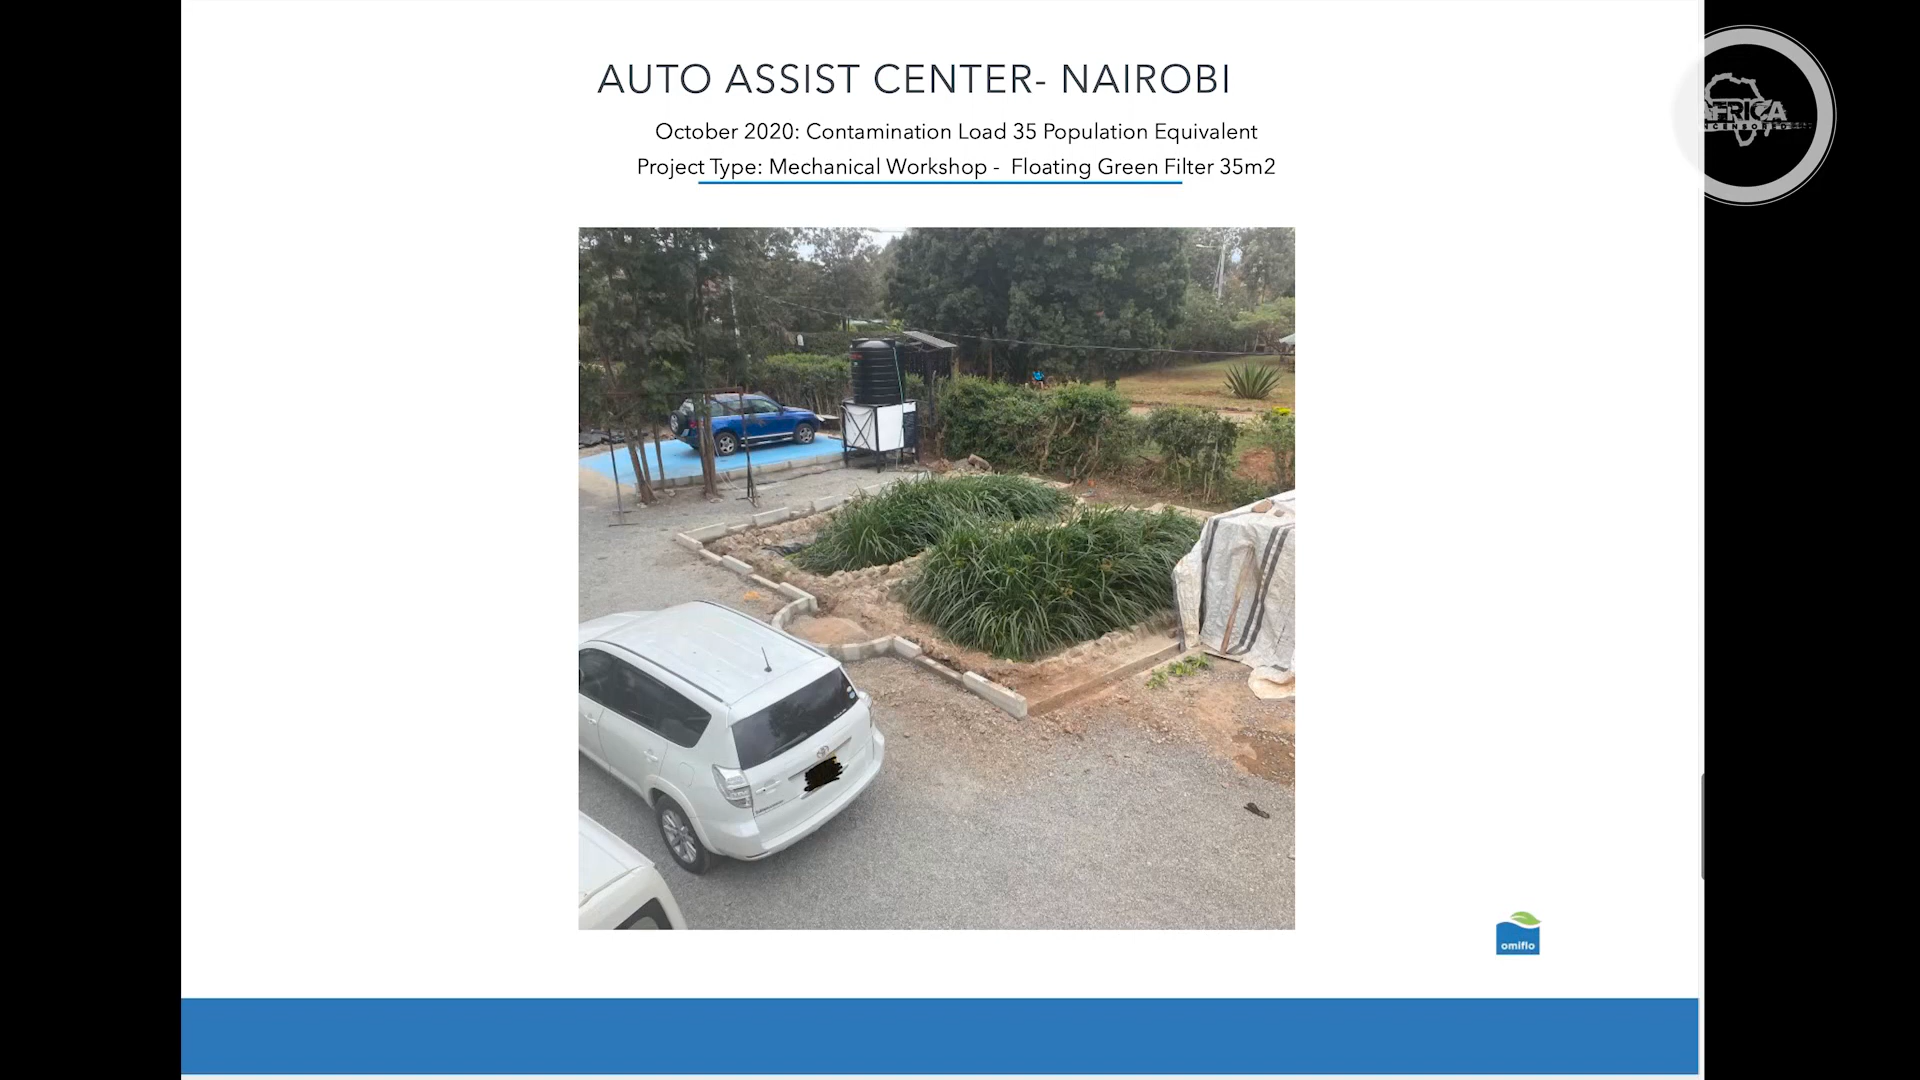 AUTO ASSIST CENTER- NAIROBI
October 2020: Contamination Load 35 Population Equivalent
Project Type: Mechanical Workshop - Floating Green Filter 35m2
AFRICA
omiflo